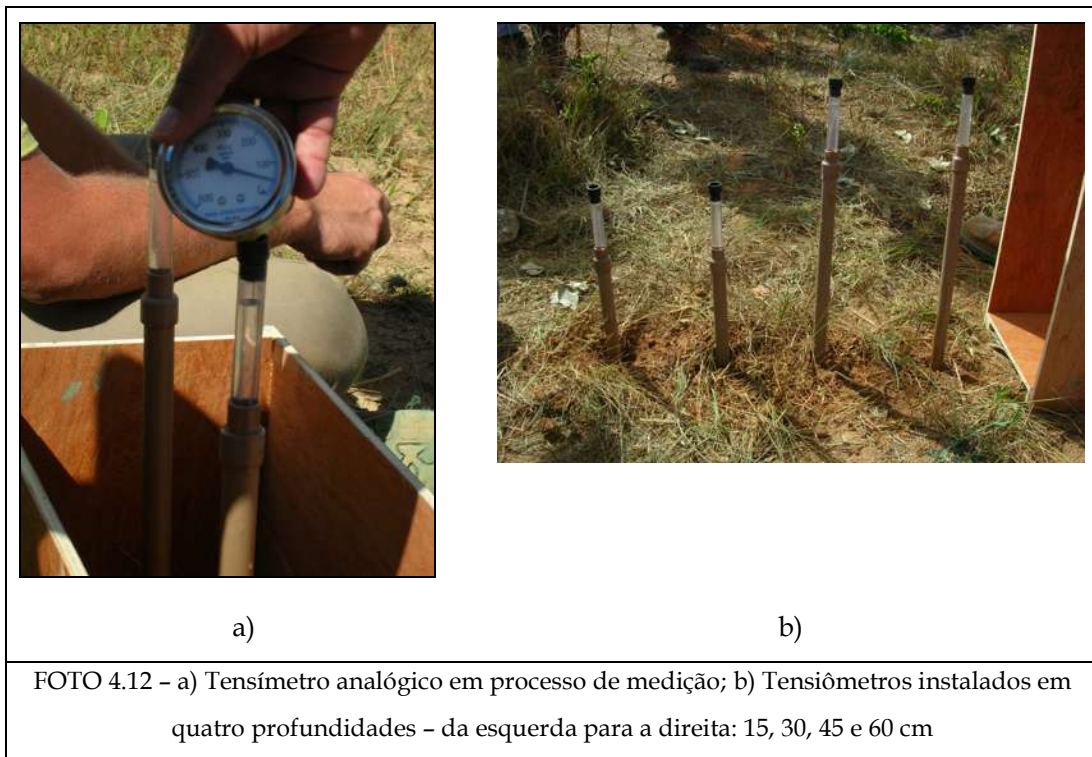 a)
b)
FOTO 4.12 – a) Tensímetro analógico em processo de medição; b) Tensiômetros instalados em
quatro profundidades – da esquerda para a direita: 15, 30, 45 e 60 cm